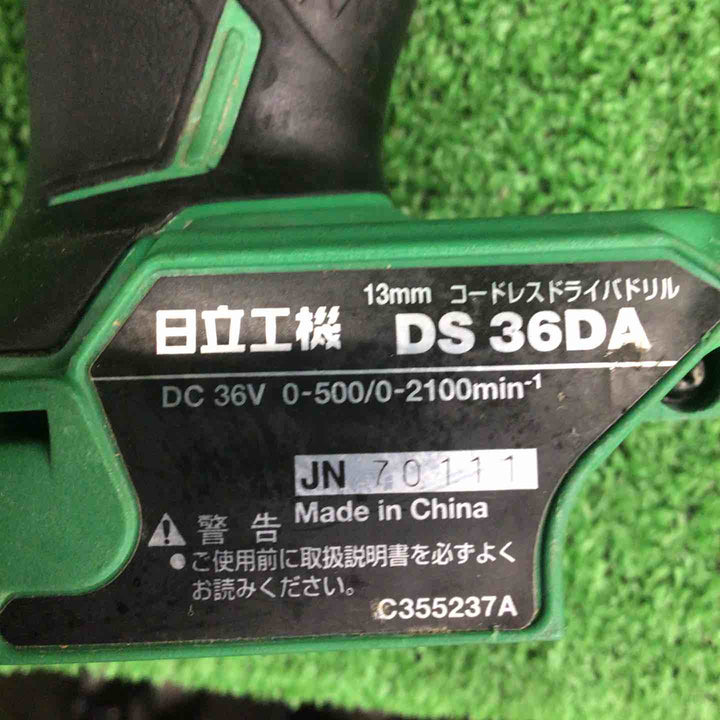 13mm コードレスドライバドリル
日立工機 DS 36DA
DC 36V 0-500/0-2100min-1
JN 70111
Made in China
警告
●ご使用前に取扱説明書を必ずよく
お読みください。
C355237A